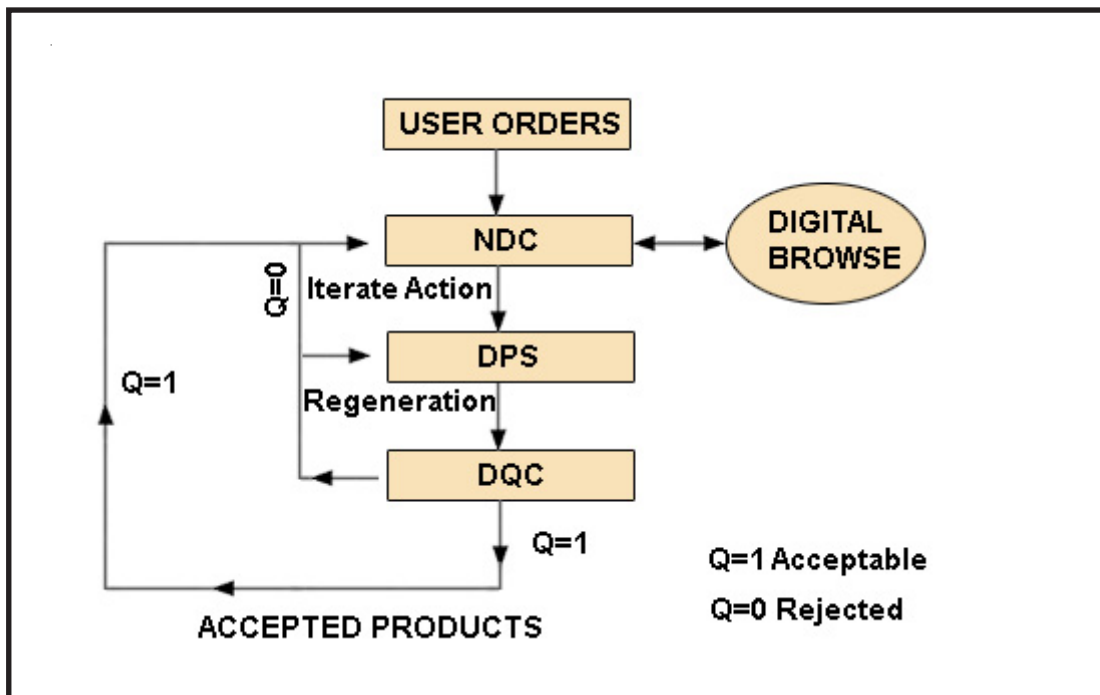 USER ORDERS
NDC
DIGITAL
BROWSE
Q=0
Iterate Action
DPS
Q=1
Regeneration
DQC
Q=1
Q=1 Acceptable
Q=0 Rejected
ACCEPTED PRODUCTS